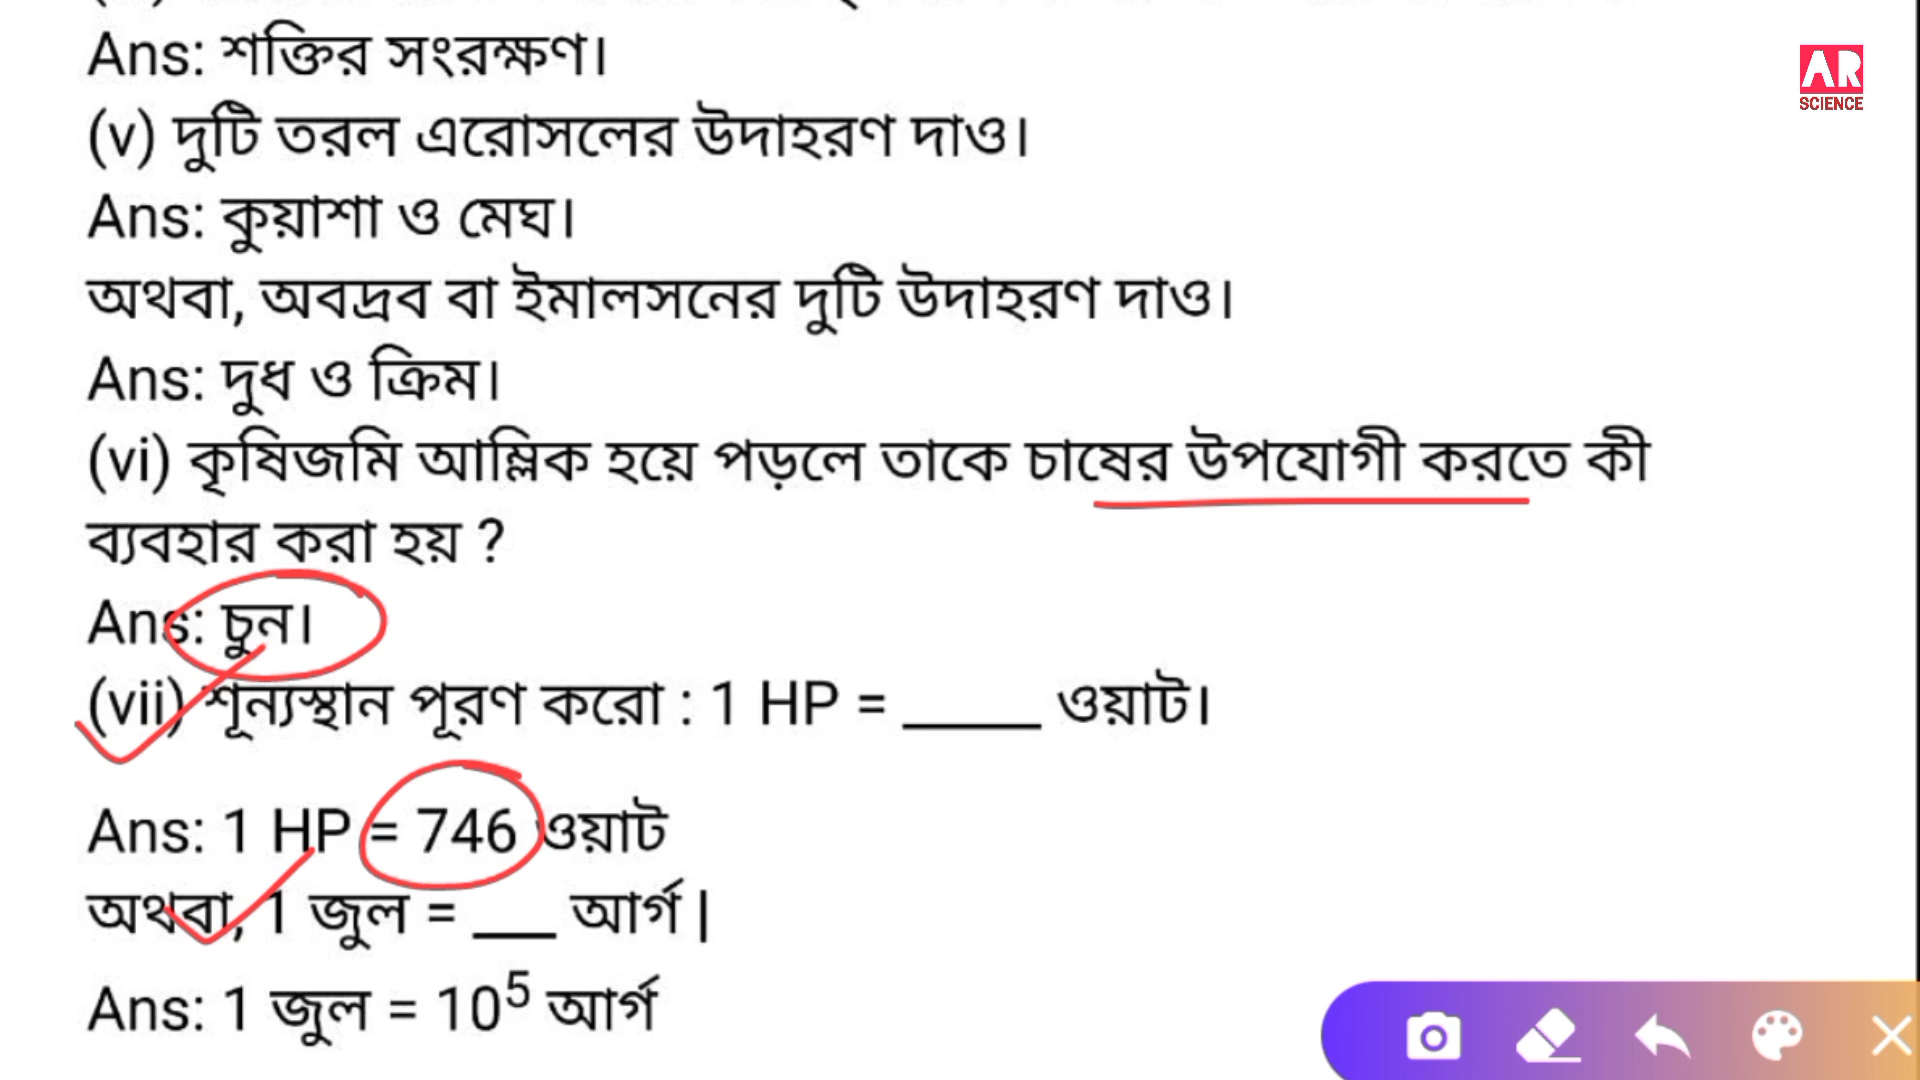 Ans: শক্তির সংরক্ষণ।
AR
SCIENCE
(v) দুটি তরল এরোসলের উদাহরণ দাও।
Ans: কুয়াশা ও মেঘ।
অথবা, অবদ্রব বা ইমালসনের দুটি উদাহরণ দাও।
Ans: দুধ ও ক্রিম।
(vi) কৃষিজমি আম্লিক হয়ে পড়লে তাকে চাষের উপযোগী করতে কী
ব্যবহার করা হয় ?
Ans: চুন।
(vii) শূন্যস্থান পূরণ করো : 1 HP = _____ ওয়াট।
Ans: 1 HP = 746 ওয়াট
অথবা, 1 জুল = ___ আর্গ |
Ans: 1 জুল = 10⁵ আর্গ